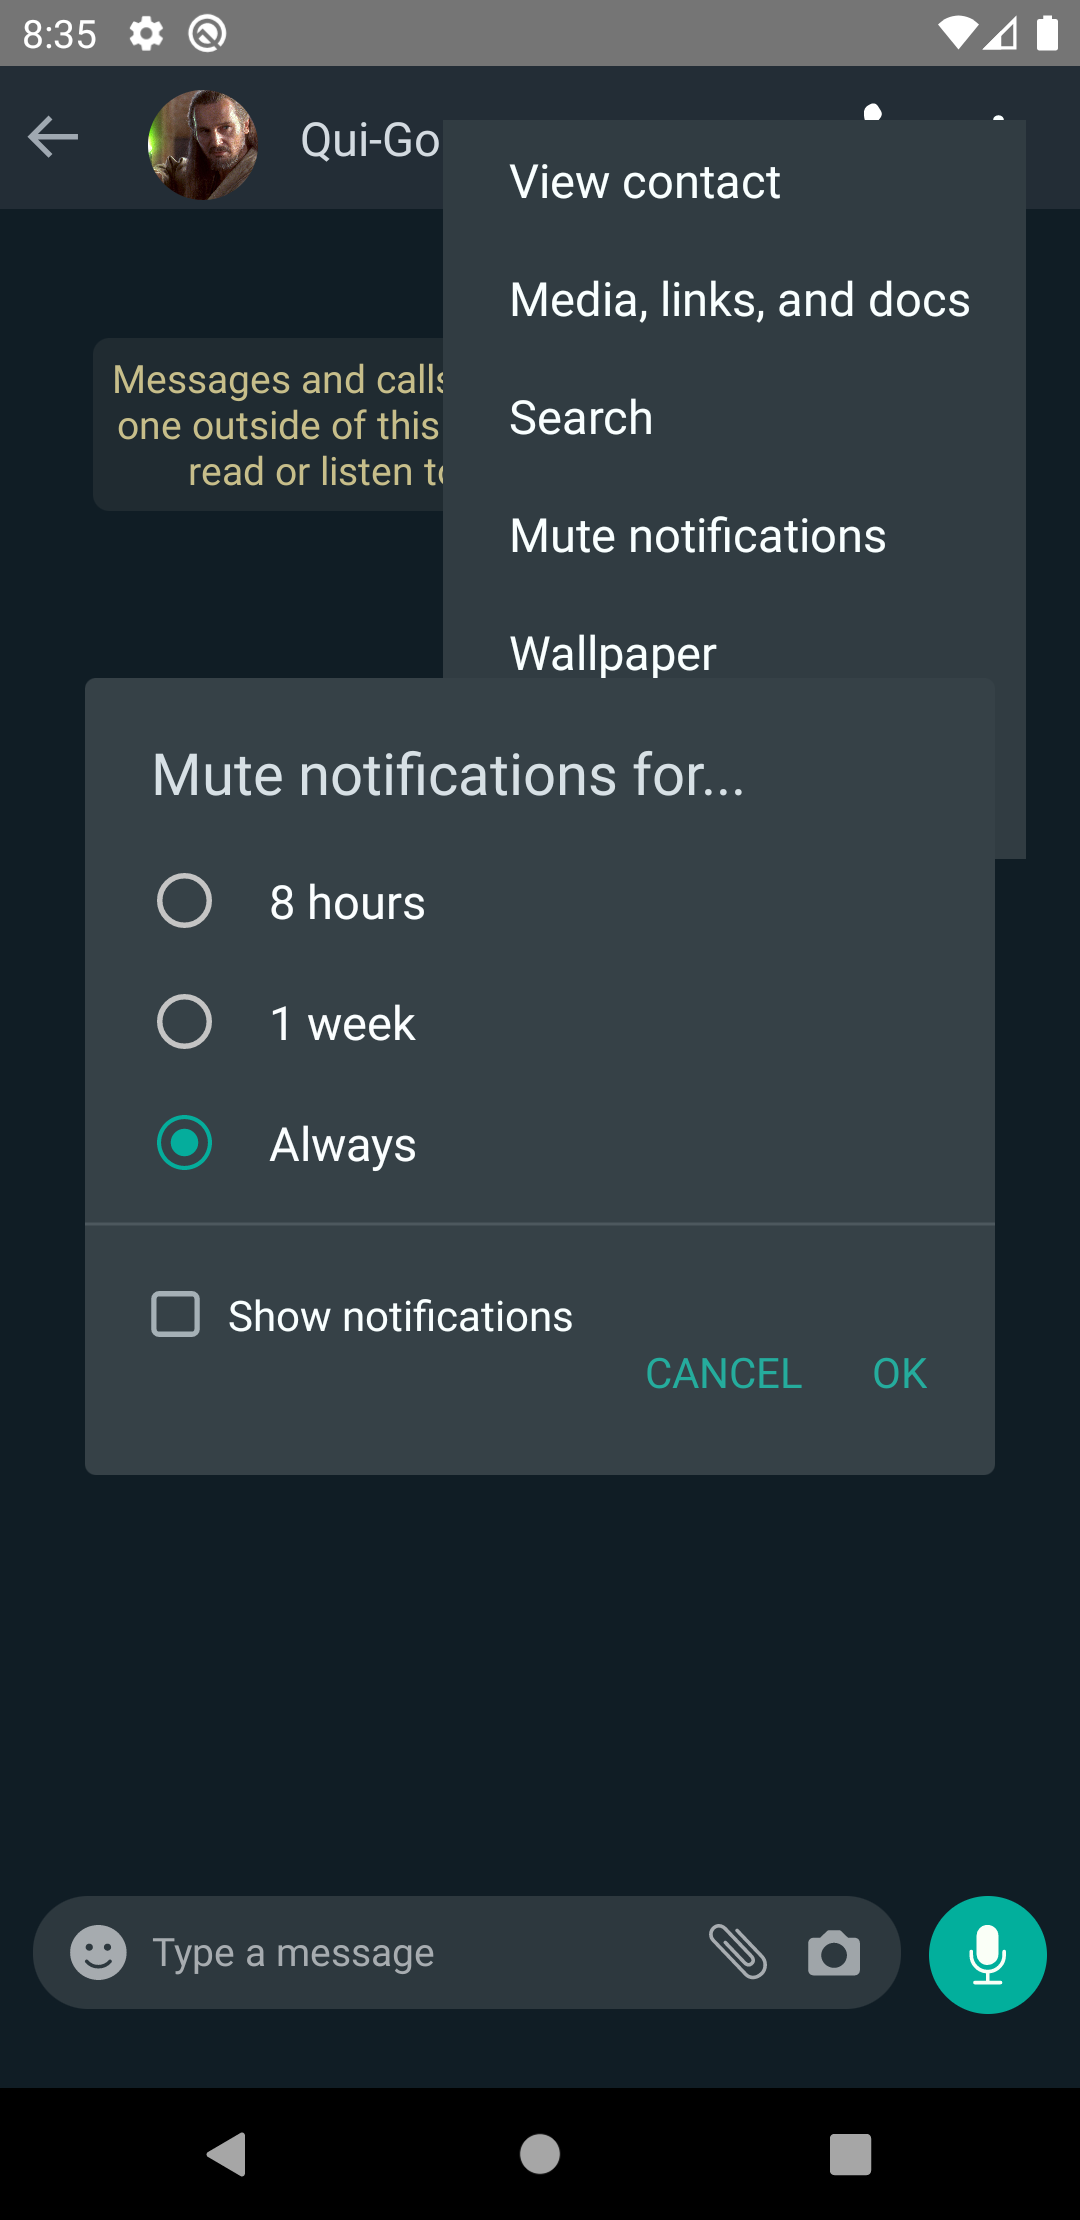 8:35
Qui-Go
View contact
Media, links, and docs
Search
Mute notifications
Wallpaper
Messages and calls
one outside of this
read or listen to
Mute notifications for...
8 hours
1 week
Always
Show notifications
CANCEL OK
Type a message